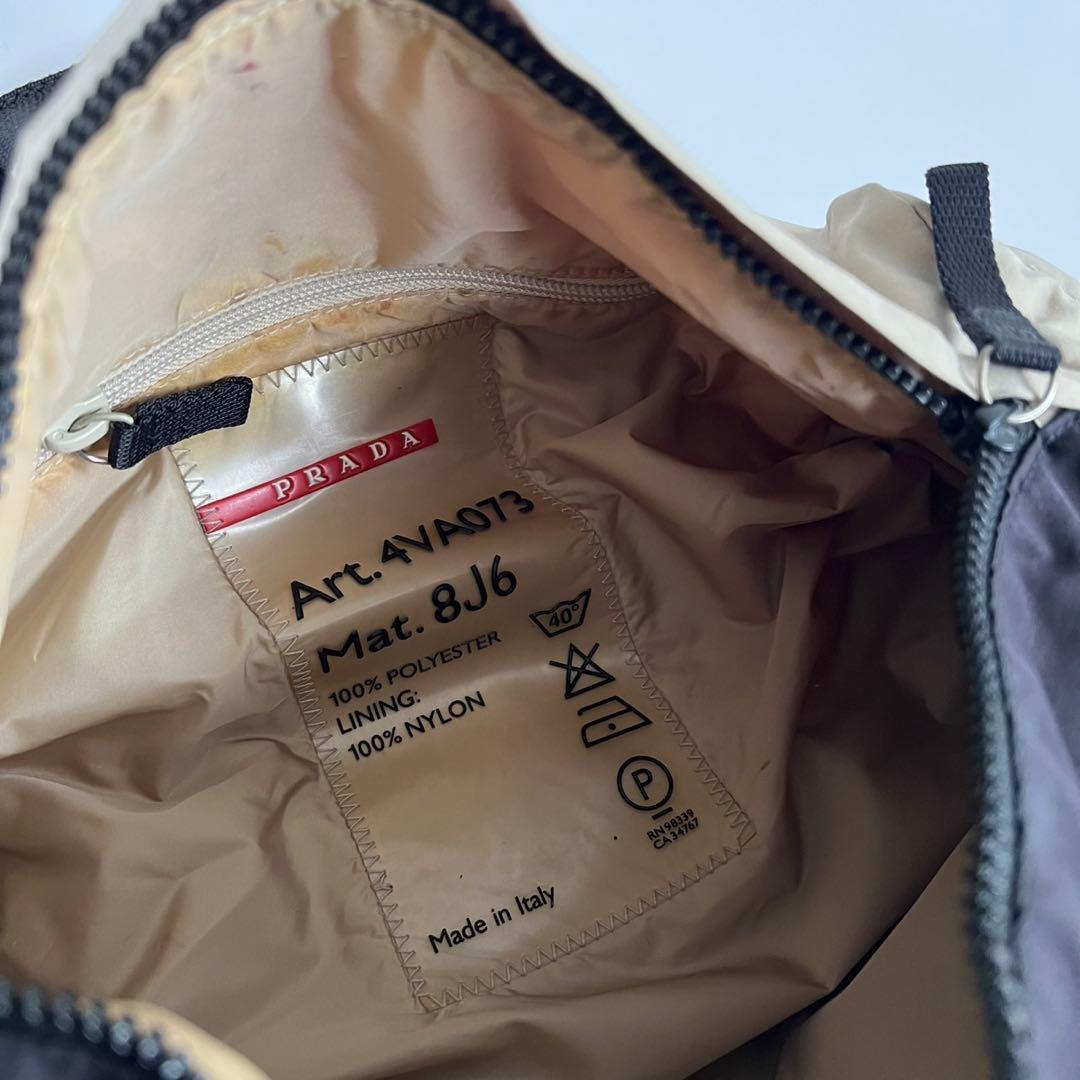 PRADA
Art. 4VA073
Mat. 8J6
100% POLYESTER
LINING:
100% NYLON
40°
P
RN 98339
CA 34767
Made in Italy